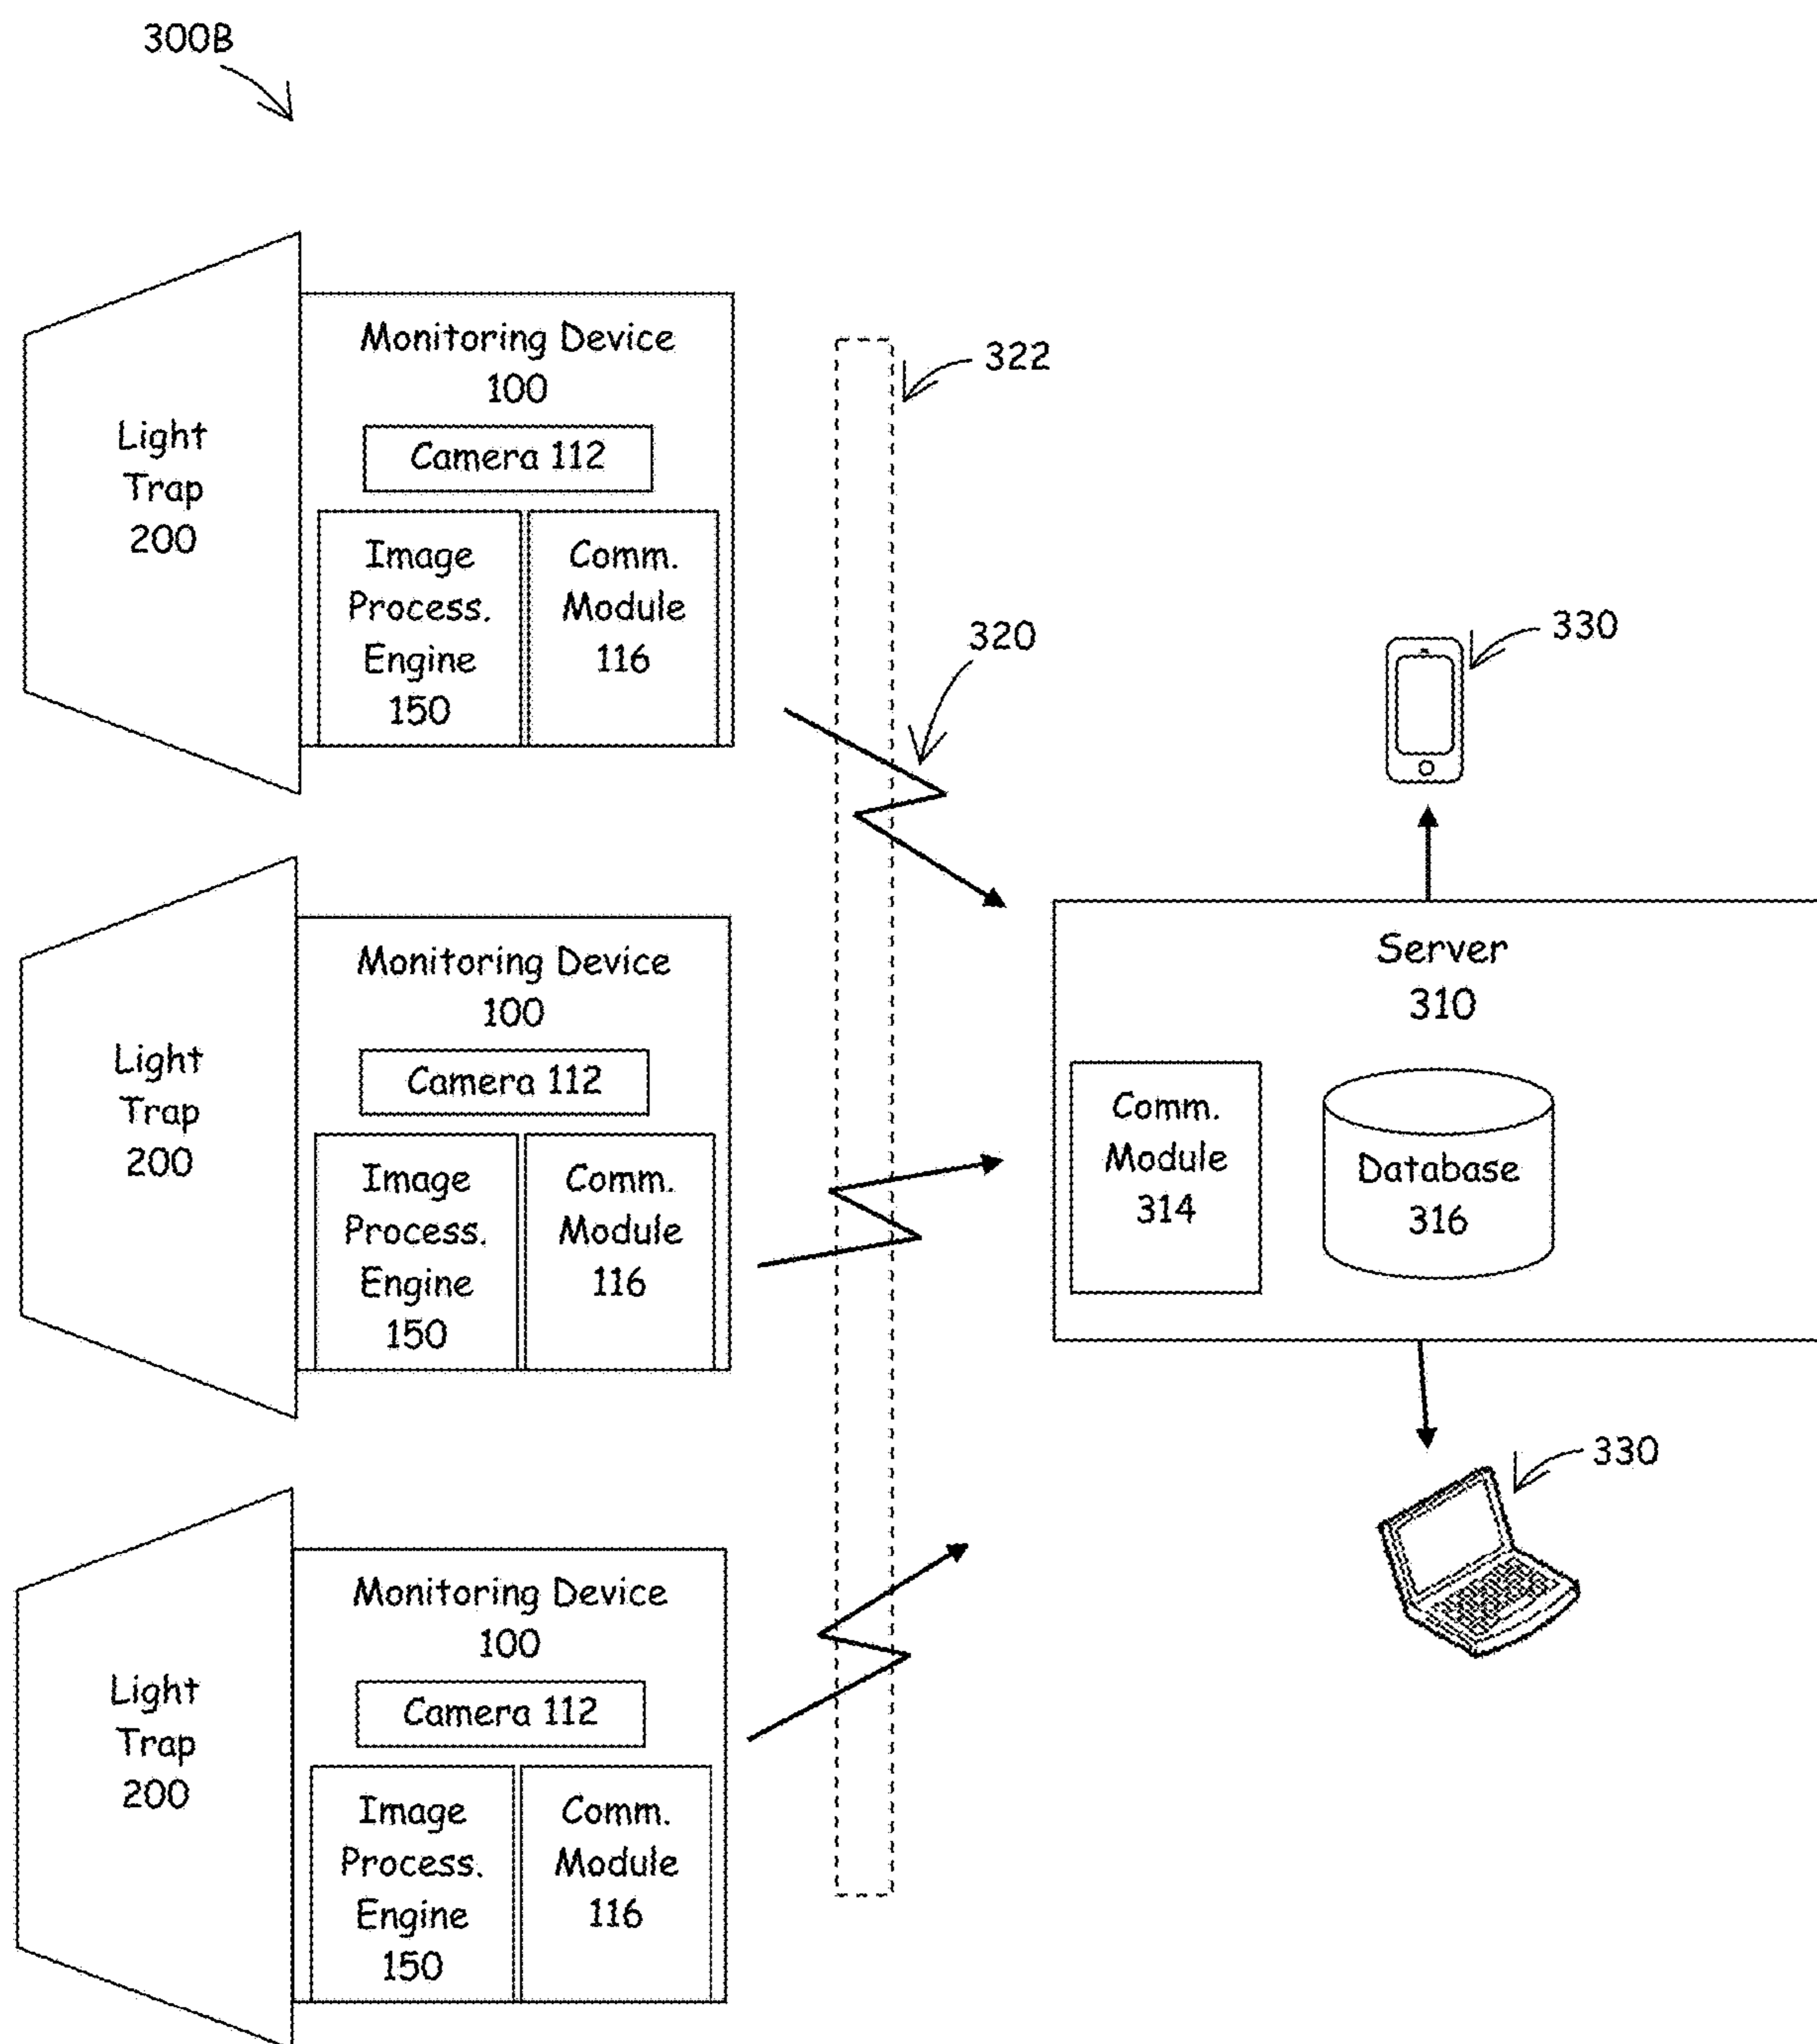 300B
Light
Trap
200
Monitoring Device
100
Camera 112
Image
Process.
Engine
150
Comm.
Module
116
322
320
330
Light
Trap
200
Monitoring Device
100
Camera 112
Image
Process.
Engine
150
Comm.
Module
116
Server
310
Comm.
Module
314
Database
316
330
Light
Trap
200
Monitoring Device
100
Camera 112
Image
Process.
Engine
150
Comm.
Module
116